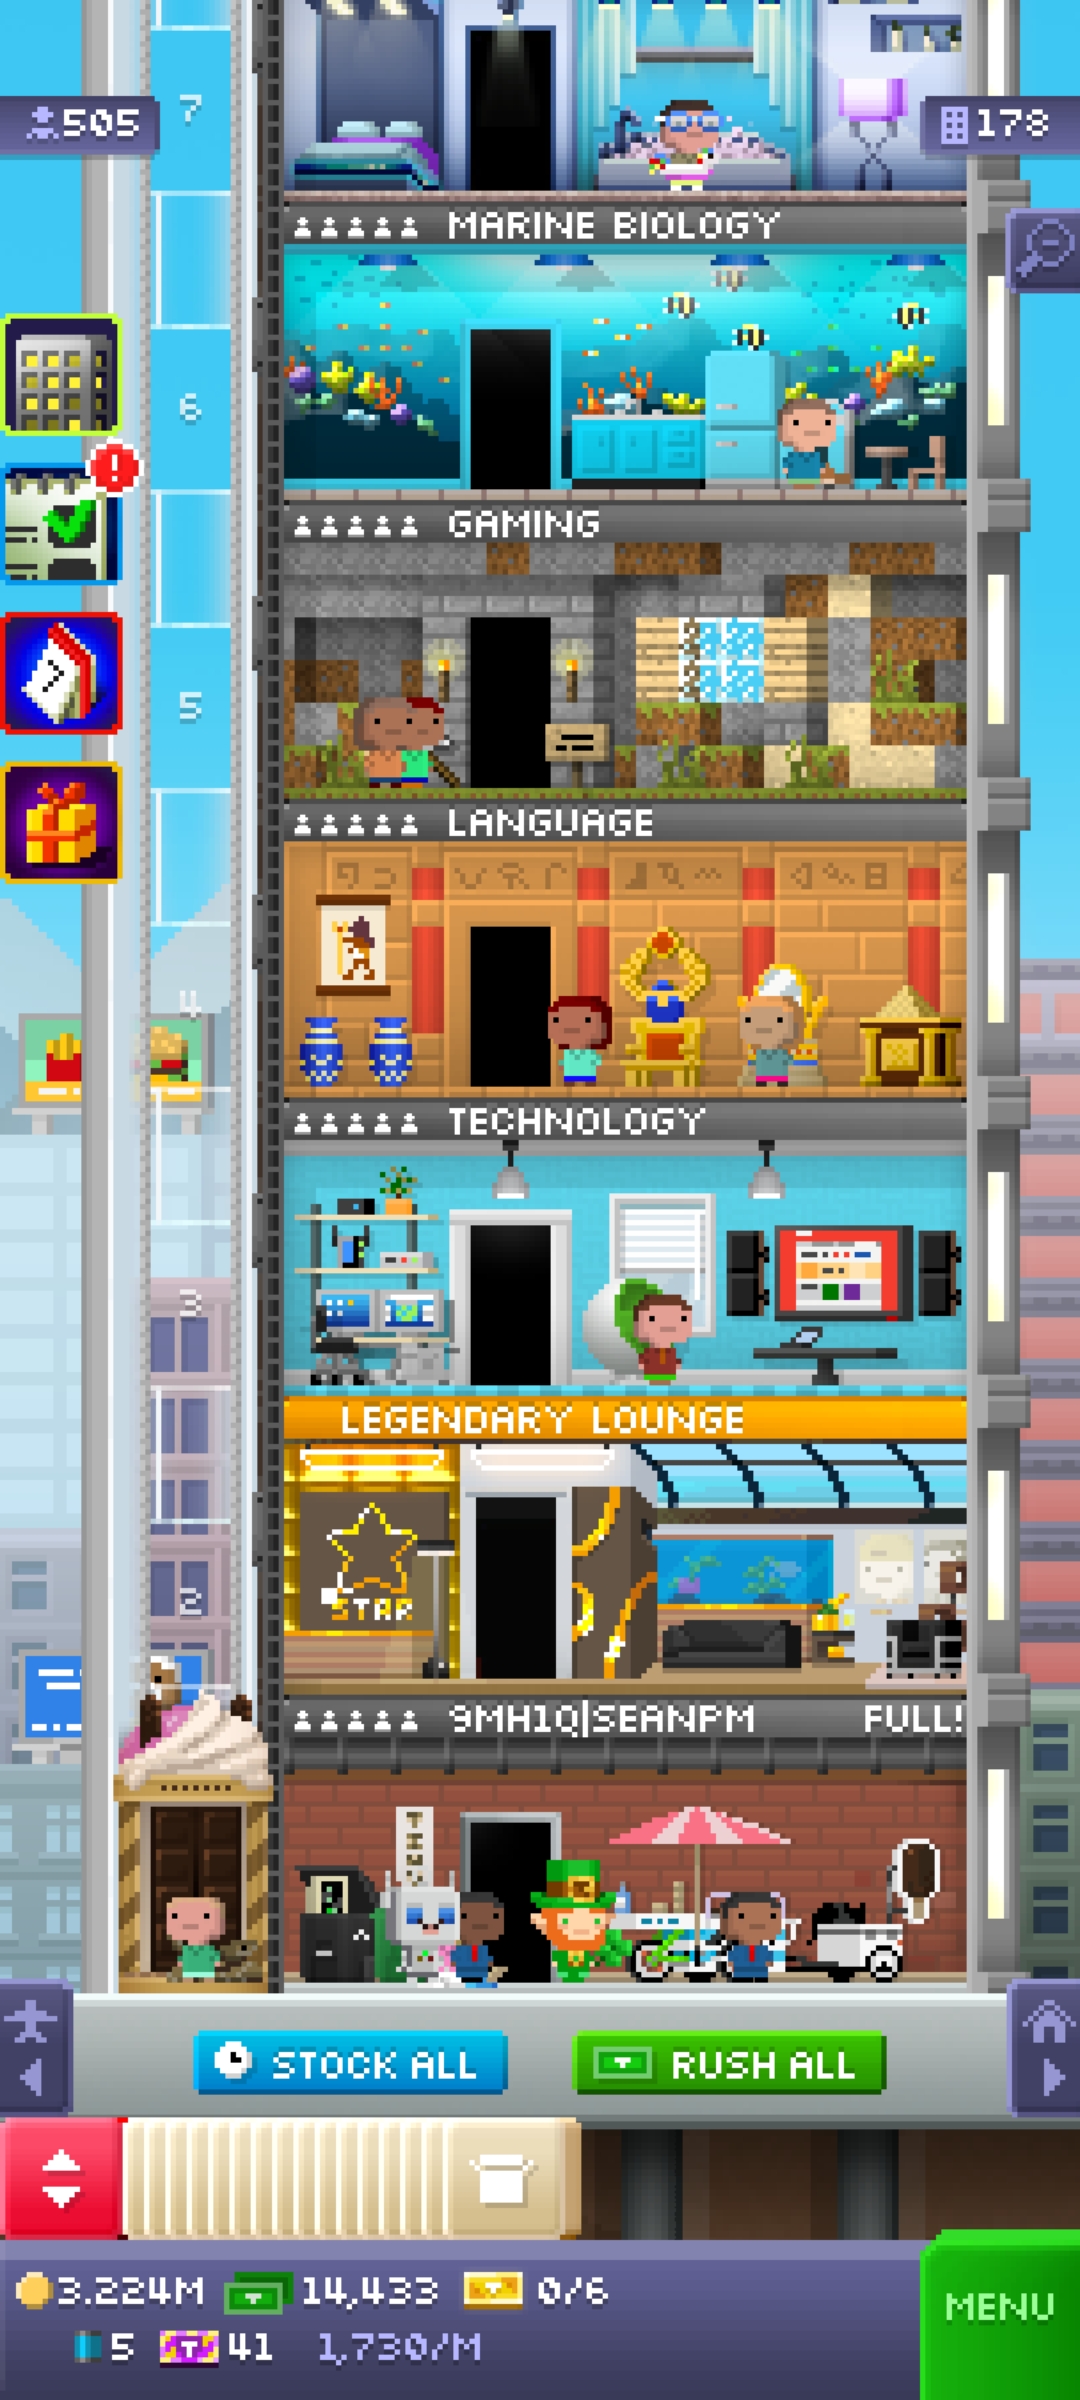 7
505
178
MARINE BIOLOGY
6
GAMING
5
LANGUAGE
4
TECHNOLOGY
3
LEGENDARY LOUNGE
STAR
2
9MH1Q|SEANPM FULL!
STOCK ALL
RUSH ALL
3.224M 14,433 0/6
5 41 1,730/M
MENU